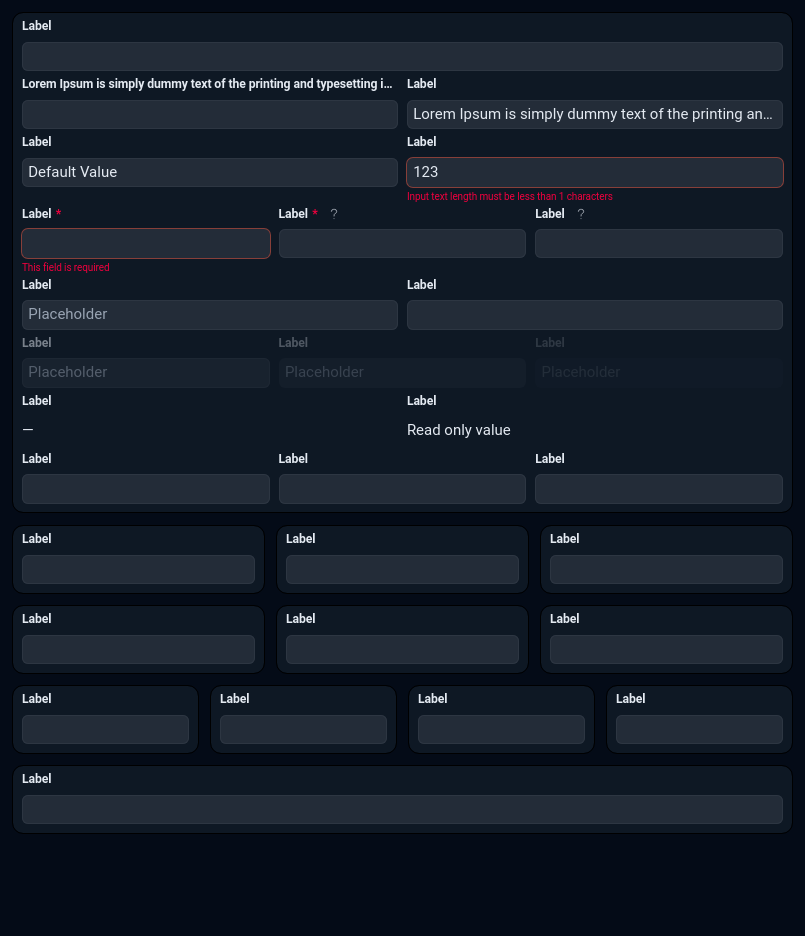 Label
Lorem Ipsum is simply dummy text of the printing and typesetting i... Label
Lorem Ipsum is simply dummy text of the printing an...
Label Label
Default Value 123
Input text length must be less than 1 characters
Label * Label * ? Label ?
This field is required
Label Label
Placeholder
Label Label Label
Placeholder Placeholder Placeholder
Label Label
— Read only value
Label Label Label
Label Label Label
Label Label Label
Label Label Label Label
Label